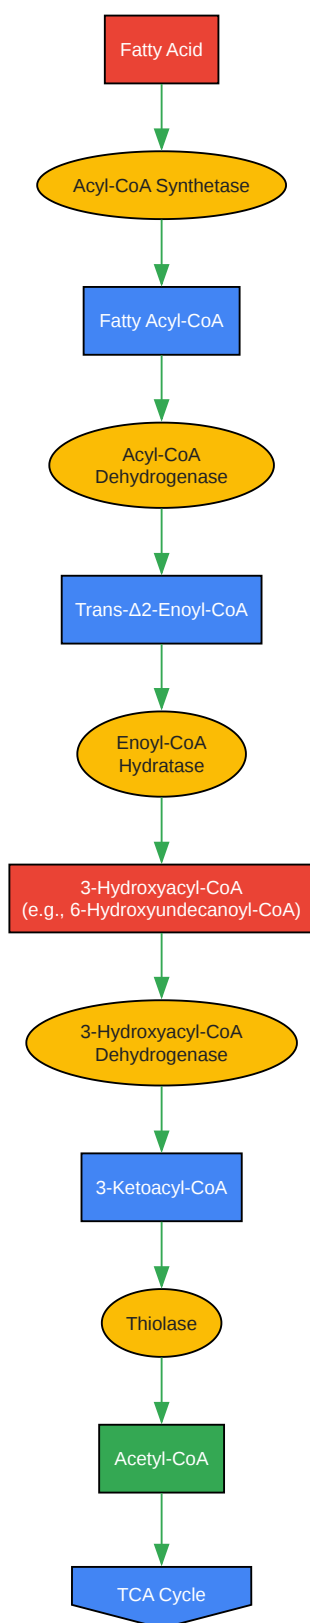 Fatty Acid
Acyl-CoA Synthetase
Fatty Acyl-CoA
Acyl-CoA
Dehydrogenase
Trans-Δ2-Enoyl-CoA
Enoyl-CoA
Hydratase
3-Hydroxyacyl-CoA
(e.g., 6-Hydroxyundecanoyl-CoA)
3-Hydroxyacyl-CoA
Dehydrogenase
3-Ketoacyl-CoA
Thiolase
Acetyl-CoA
TCA Cycle